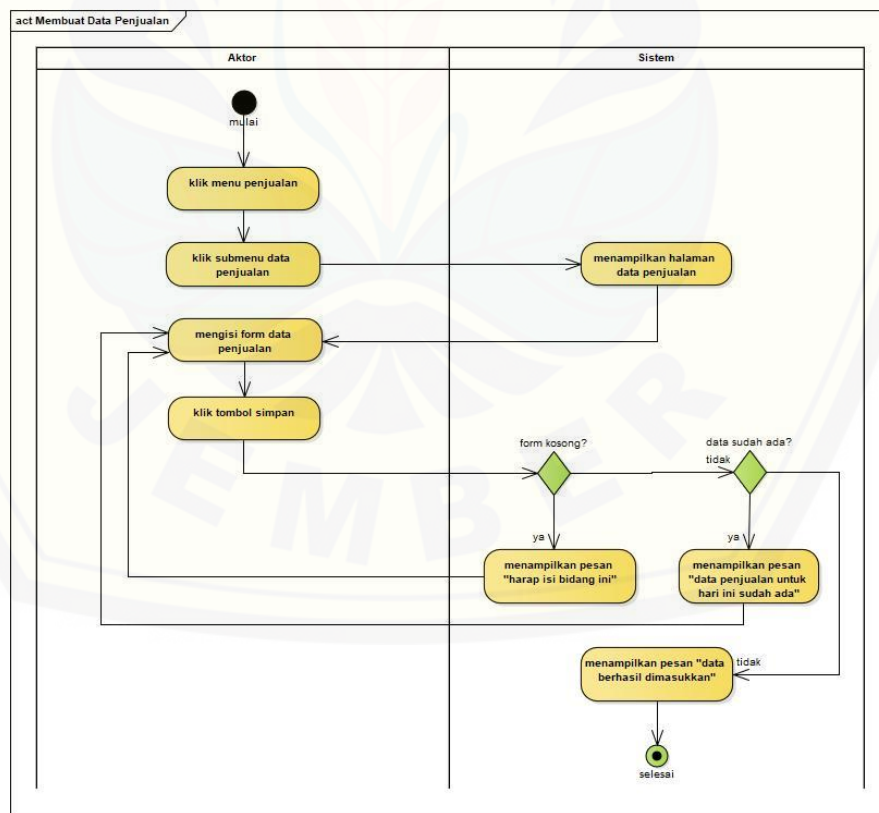 act Membuat Data Penjualan
Aktor
Sistem
mulai
klik menu penjualan
klik submenu data
penjualan
menampilkan halaman
data penjualan
mengisi form data
penjualan
klik tombol simpan
form kosong?
data sudah ada?
tidak
ya
ya
menampilkan pesan
"harap isi bidang ini"
menampilkan pesan
"data penjualan untuk
hari ini sudah ada"
menampilkan pesan "data
berhasil dimasukkan"
tidak
selesai
JEMBER